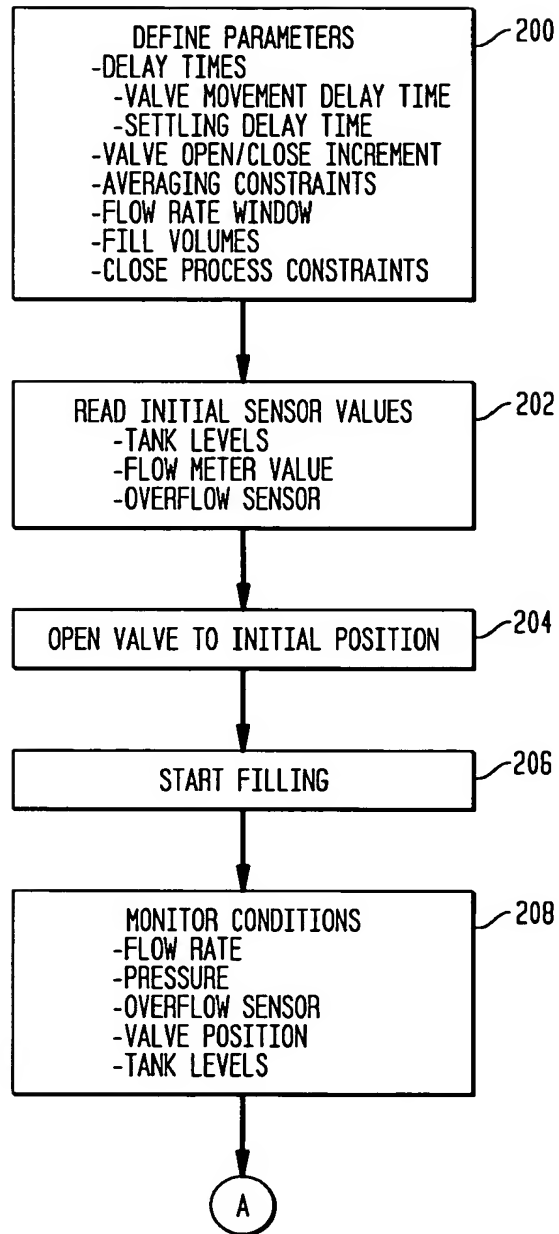 DEFINE PARAMETERS
-DELAY TIMES
-VALVE MOVEMENT DELAY TIME
-SETTLING DELAY TIME
-VALVE OPEN/CLOSE INCREMENT
-AVERAGING CONSTRAINTS
-FLOW RATE WINDOW
-FILL VOLUMES
-CLOSE PROCESS CONSTRAINTS
200
READ INITIAL SENSOR VALUES
-TANK LEVELS
-FLOW METER VALUE
-OVERFLOW SENSOR
202
OPEN VALVE TO INITIAL POSITION
204
START FILLING
206
MONITOR CONDITIONS
-FLOW RATE
-PRESSURE
-OVERFLOW SENSOR
-VALVE POSITION
-TANK LEVELS
208
A